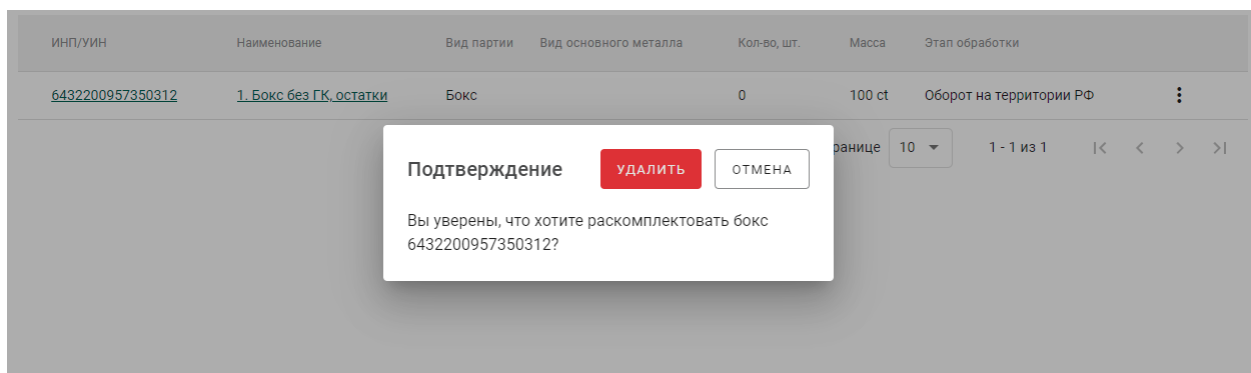 ИНП/УИН Наименование Вид партии Вид основного металла Кол-во, шт. Масса Этап обработки
6432200957350312 1. Бокс без ГК, остатки Бокс 0 100 ct Оборот на территории РФ
ранице 10 1 - 1 из 1
Подтверждение УДАЛИТЬ ОТМЕНА
Вы уверены, что хотите раскомплектовать бокс
6432200957350312?